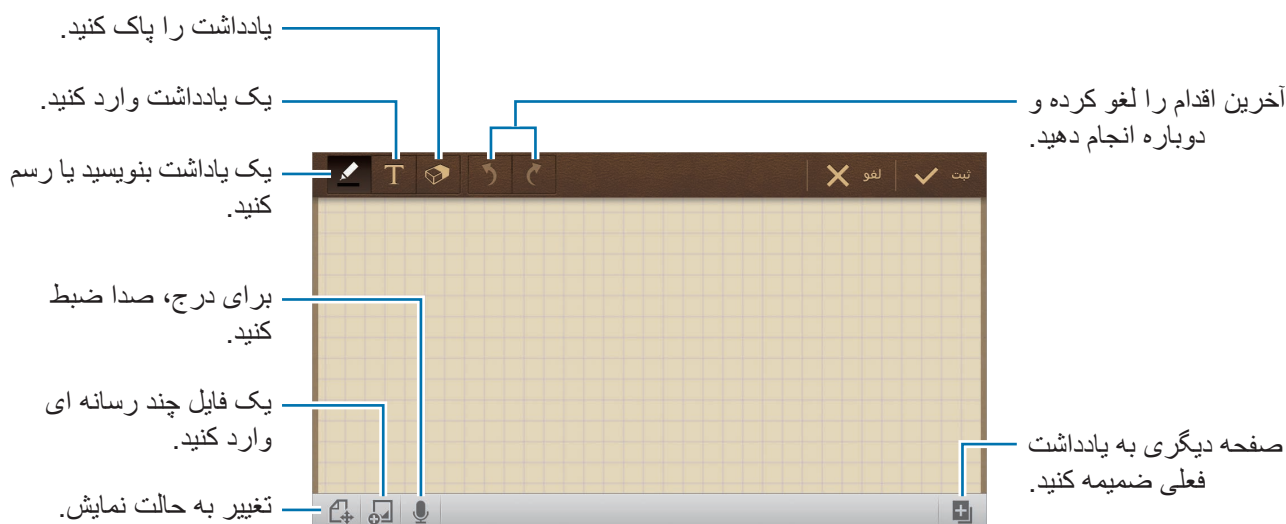 یادداشت را پاک کنید.
یک یادداشت وارد کنید.
یک یاداشت بنویسید یا رسم
کنید.
برای درج، صدا ضبط
کنید.
یک فایل چند رسانه ای
وارد کنید.
تغییر به حالت نمایش.
آخرین اقدام را لغو کرده و
دوباره انجام دهید.
T
لغو
ثبت
صفحه دیگری به یادداشت
فعلی ضمیمه کنید.